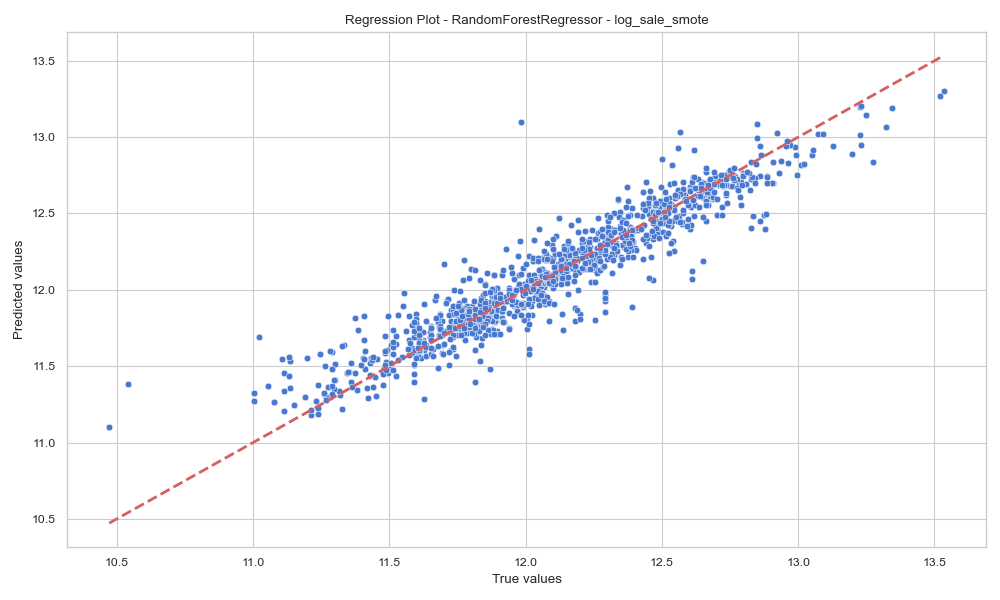 Regression Plot - RandomForestRegressor - log_sale_smote
Predicted values
13.5
13.0
12.5
12.0
11.5
11.0
10.5
10.5 11.0 11.5 12.0 12.5 13.0 13.5
True values